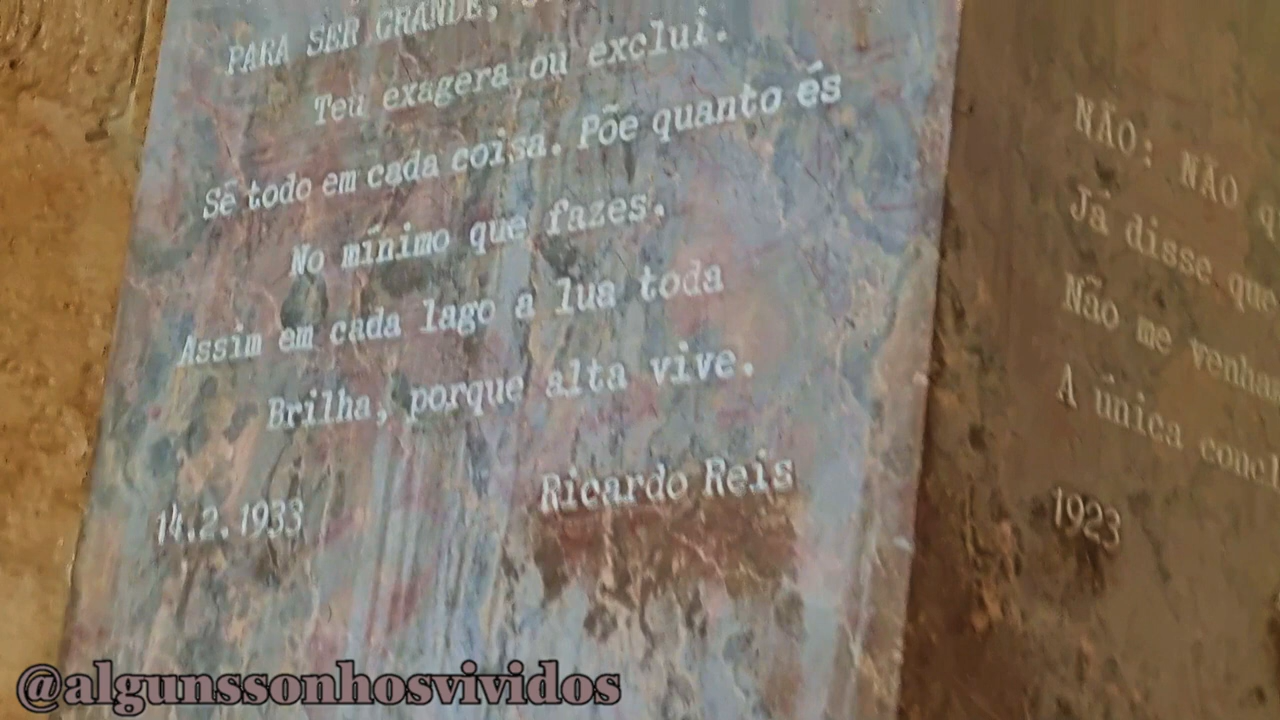 PARA SER GRANDE,
Teu exagera ou exclui.
Sê todo em cada coisa. Põe quanto és
No mínimo que fazes.
Assim em cada lago a lua toda
Brilha, porque alta vive.
14.2.1933
Ricardo Reis
NÃO: NÃO
Já disse que
Não me
A única
1923
@algunssonhosvividos